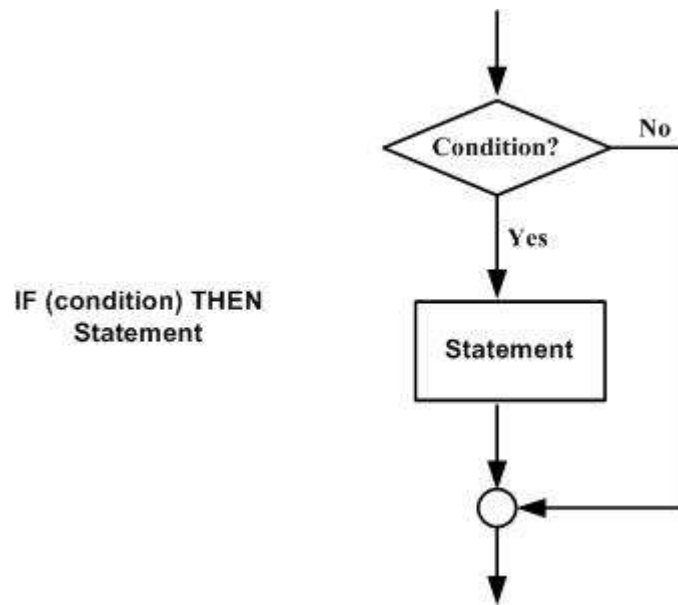 No
Condition?
Yes
IF (condition) THEN
Statement
Statement